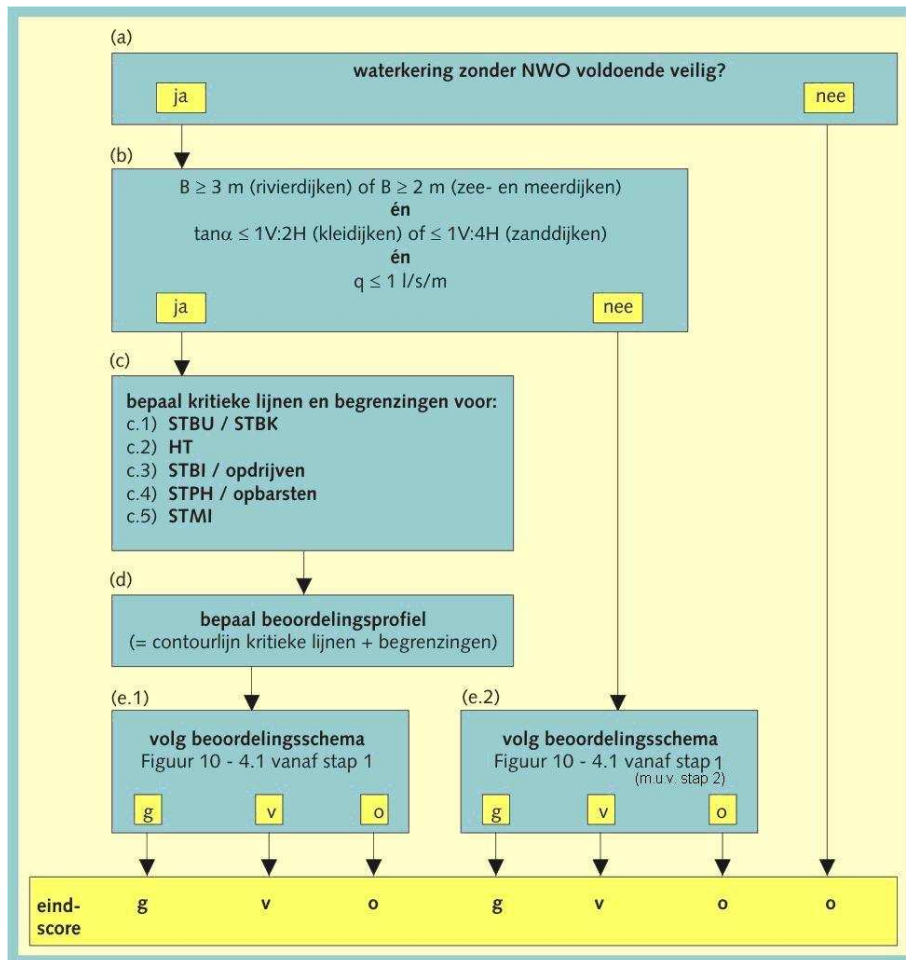 (a)
waterkering zonder NWO voldoende veilig?
ja
nee
(b)
B ≥ 3 m (rivierdijken) of B ≥ 2 m (zee- en meerdijken)
én
tanα ≤ 1V:2H (kleidijken) of ≤ 1V:4H (zanddijken)
én
q ≤ 1 l/s/m
ja
nee
(c)
bepaal kritieke lijnen en begrenzingen voor:
c.1) STBU / STBK
c.2) HT
c.3) STBI / opdrijven
c.4) STPH / opbarsten
c.5) STMI
(d)
bepaal beoordelingsprofiel
(= contourlijn kritieke lijnen + begrenzingen)
(e.1)
volg beoordelingsschema
Figuur 10 - 4.1 vanaf stap 1
g v o
(e.2)
volg beoordelingsschema
Figuur 10 - 4.1 vanaf stap 1
(m.u.v. stap 2)
g v o
eind-
score
g v o g v o o